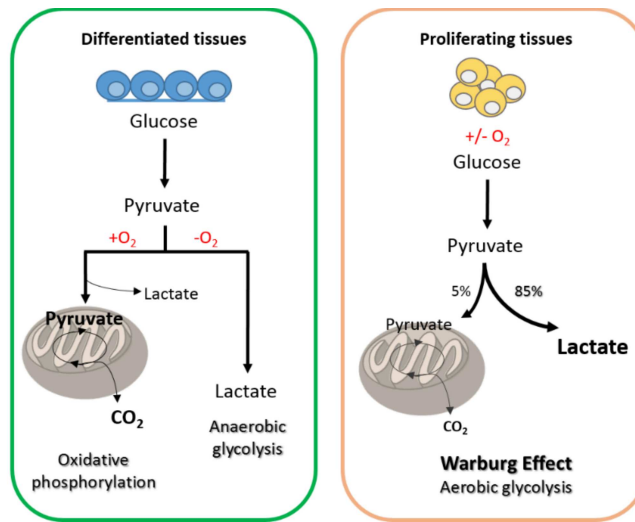 Differentiated tissues
Glucose
Pyruvate
+O₂
-O₂
Lactate
Pyruvate
CO₂
Lactate
Anaerobic
glycolysis
Oxidative
phosphorylation
Proliferating tissues
+/- O₂
Glucose
Pyruvate
5%
85%
Pyruvate
Lactate
CO₂
Warburg Effect
Aerobic glycolysis